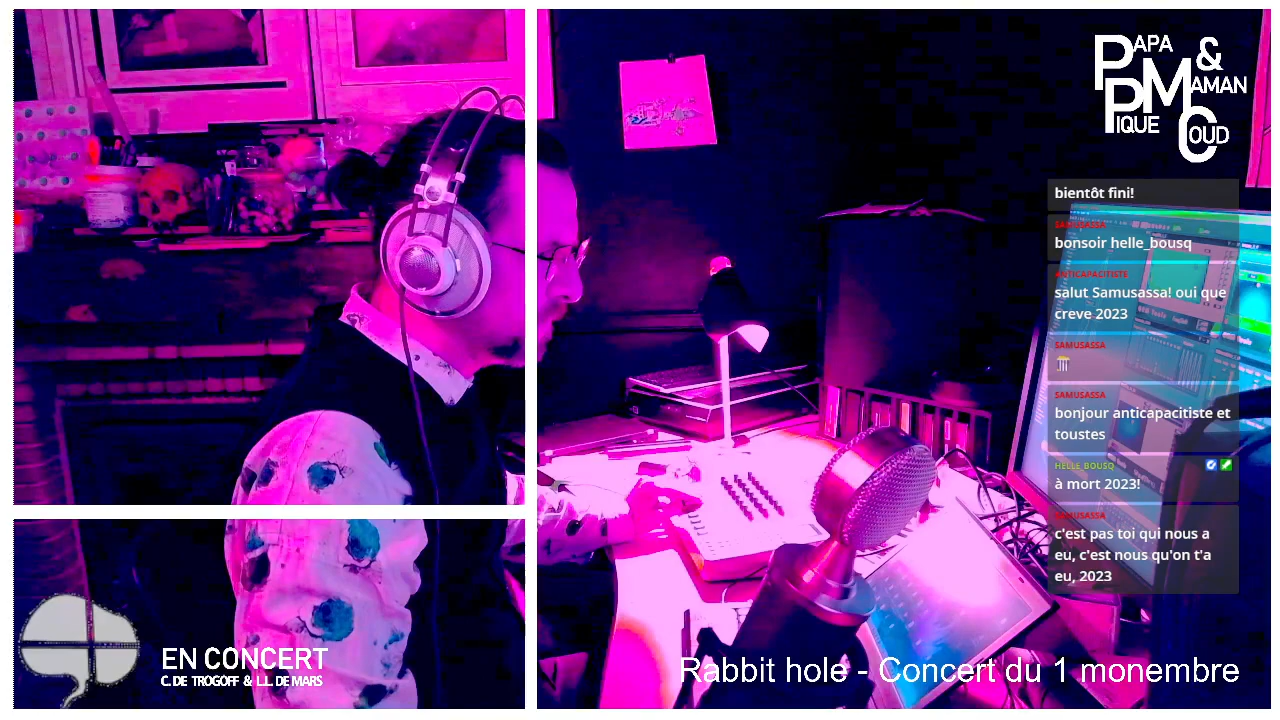 PAPA &
MAMAN
PIQUE
COUD
bientôt fini!
SAMUSASSA
bonsoir helle_bousq
ANTICAPACITISTE
salut Samusassa! oui que
creve 2023
SAMUSASSA
SAMUSASSA
bonjour anticapacitiste et
toustes
HELLE_BOUSQ
à mort 2023!
SAMUSASSA
c'est pas toi qui nous a
eu, c'est nous qu'on t'a
eu, 2023
EN CONCERT
C. DE TROGOFF & L.L. DE MARS
Rabbit hole - Concert du 1 monembre